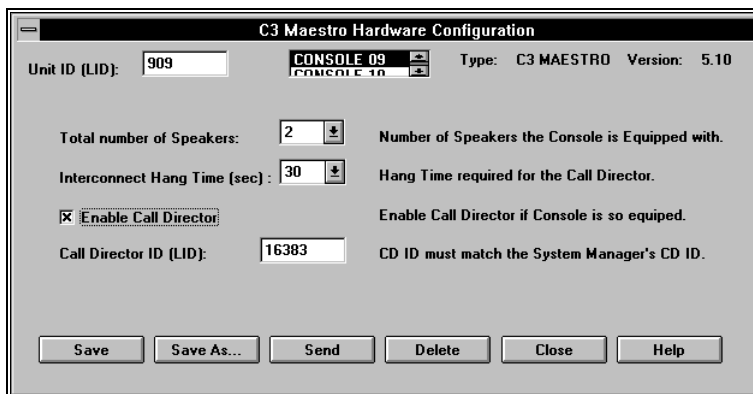 C3 Maestro Hardware Configuration
Unit ID (LID): 909 CONSOLE 09 Type: C3 MAESTRO Version: 5.10
CONSOLE 10
Total number of Speakers: 2 Number of Speakers the Console is Equipped with.
Interconnect Hang Time (sec) : 30 Hang Time required for the Call Director.
Enable Call Director Enable Call Director if Console is so equiped.
Call Director ID (LID): 16383 CD ID must match the System Manager's CD ID.
Save Save As... Send Delete Close Help